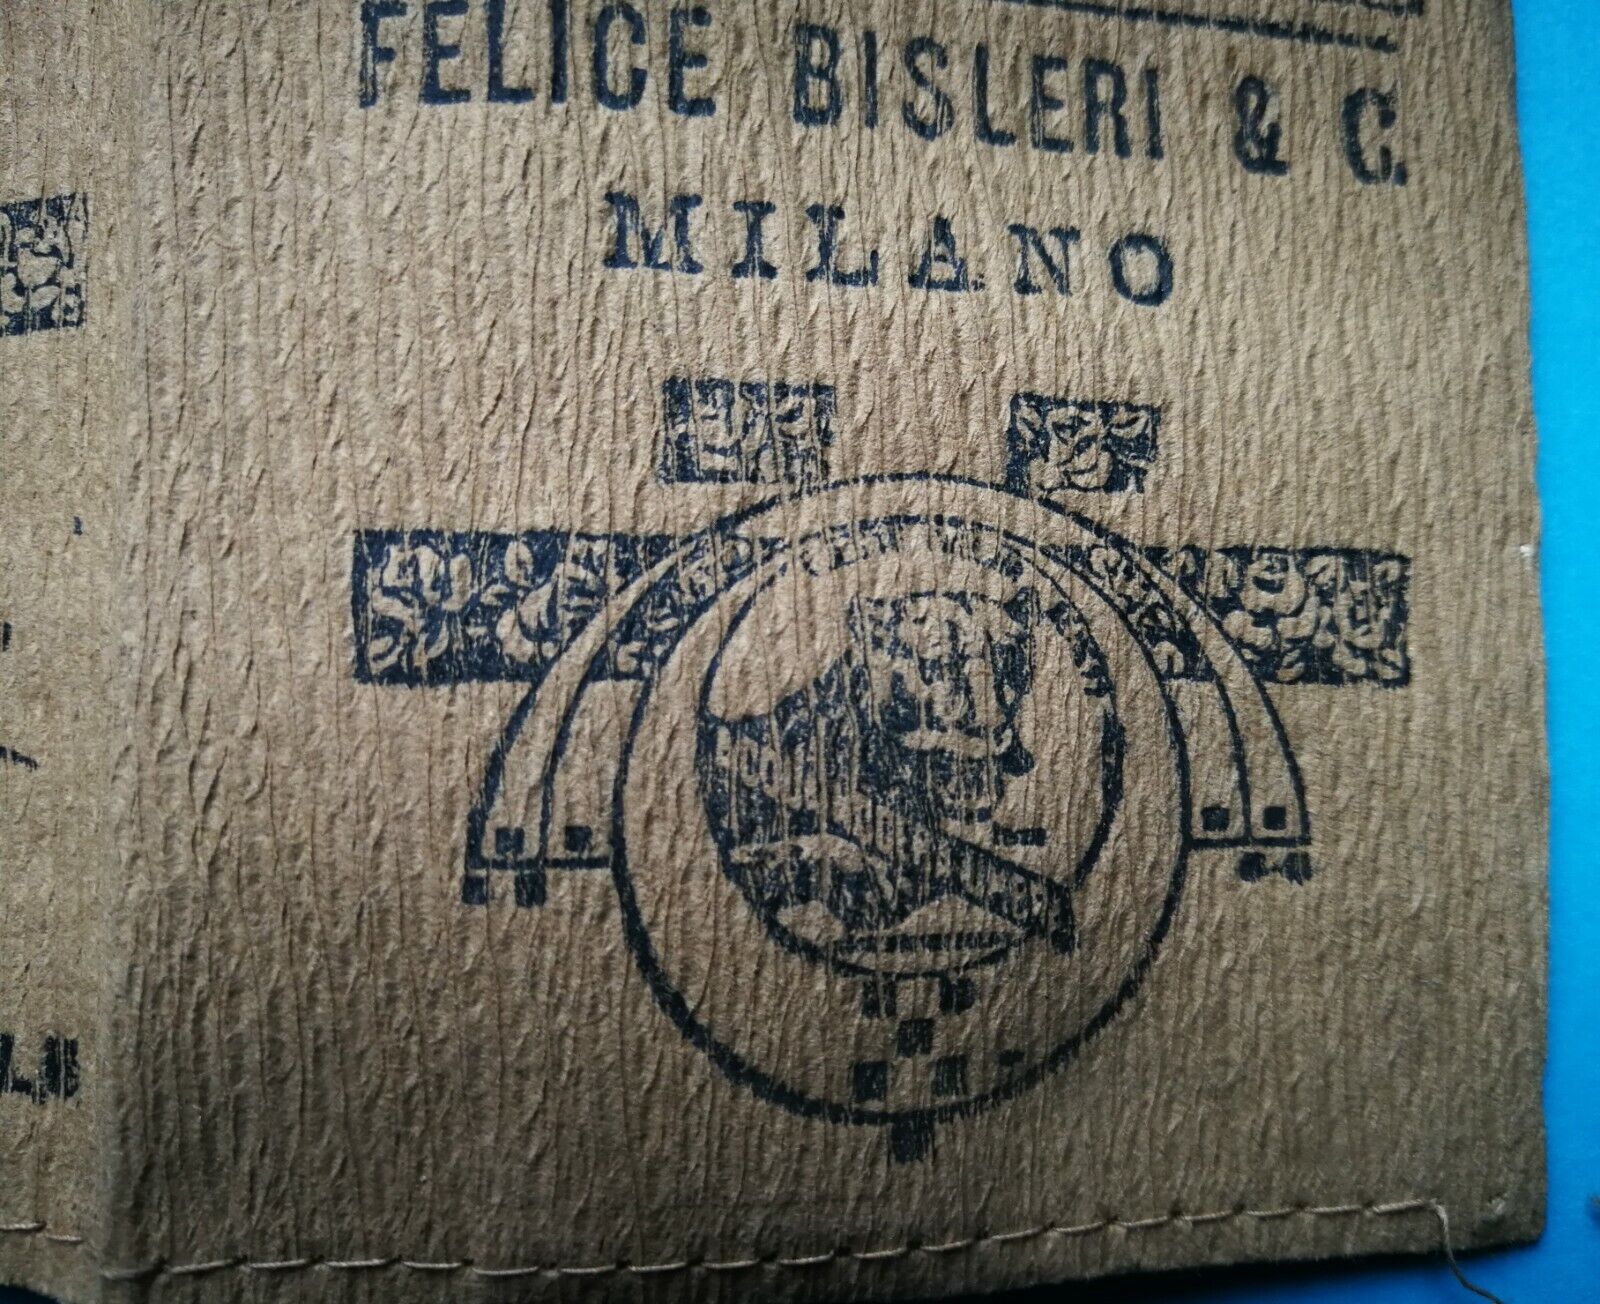 FELICE BISLERI & C.
MILANO